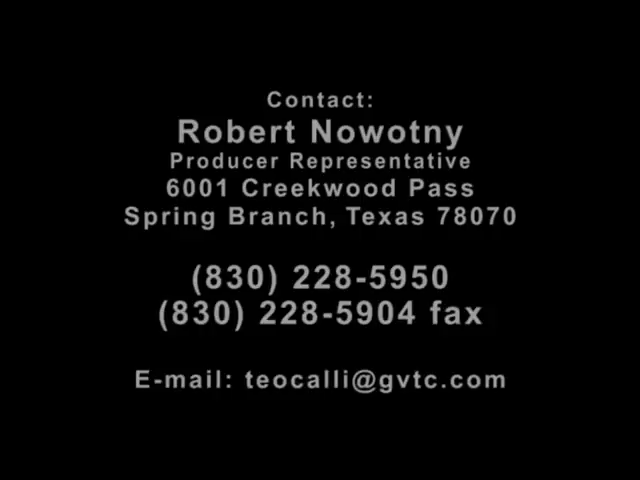 Contact:
Robert Nowotny
Producer Representative
6001 Creekwood Pass
Spring Branch, Texas 78070
(830) 228-5950
(830) 228-5904 fax
E-mail: teocalli@gvtc.com